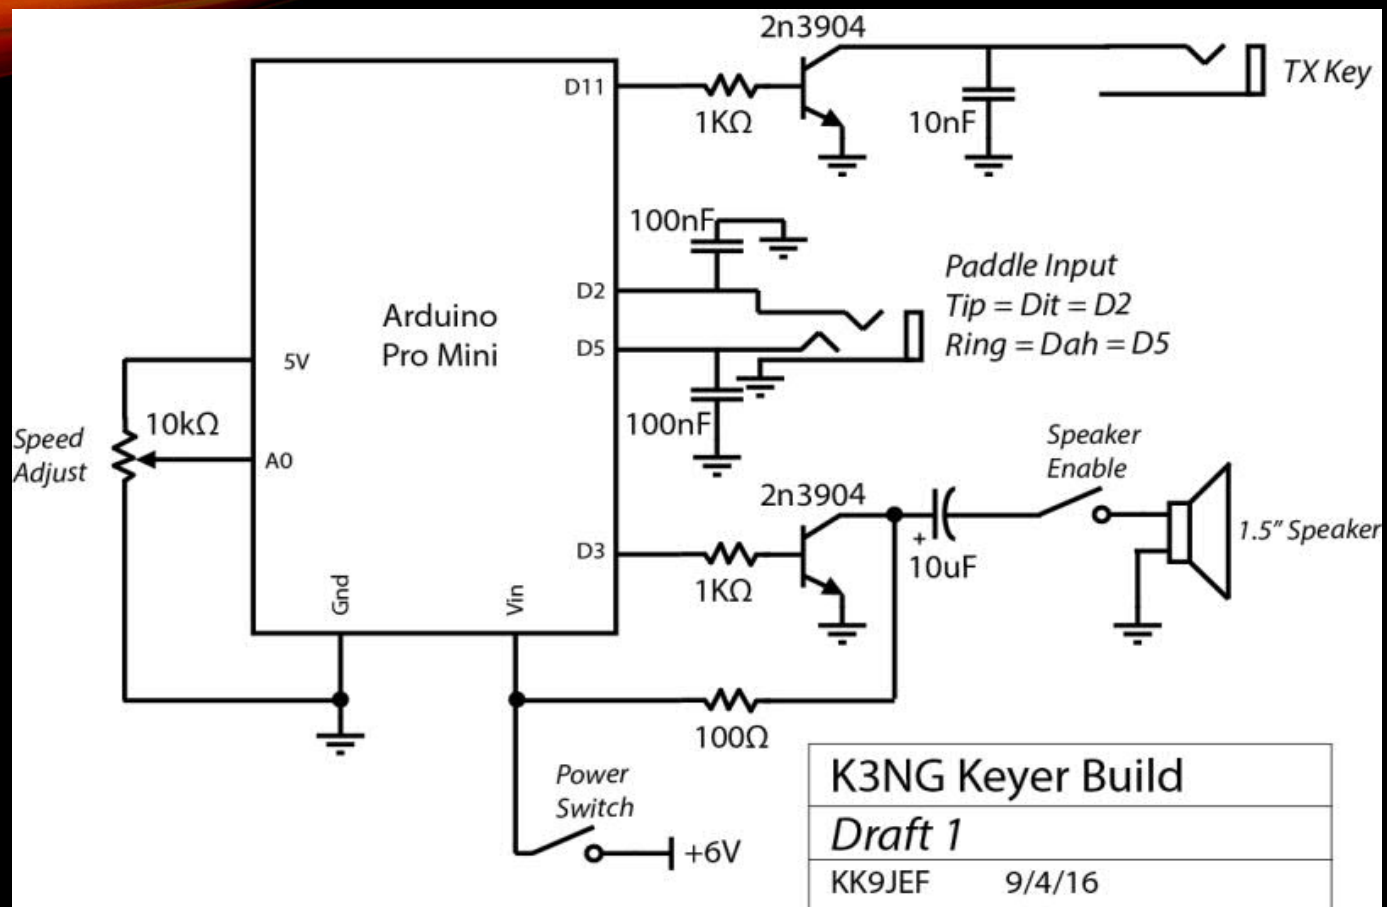 2n3904
D11
1KΩ
10nF
TX Key
100nF
D2
D5
100nF
Paddle Input
Tip = Dit = D2
Ring = Dah = D5
Arduino
Pro Mini
5V
10kΩ
A0
Speed
Adjust
Speaker
Enable
2n3904
D3
1KΩ
+
10uF
1.5" Speaker
Gnd
Vin
100Ω
Power
Switch
+6V
K3NG Keyer Build
Draft 1
KK9JEF 9/4/16